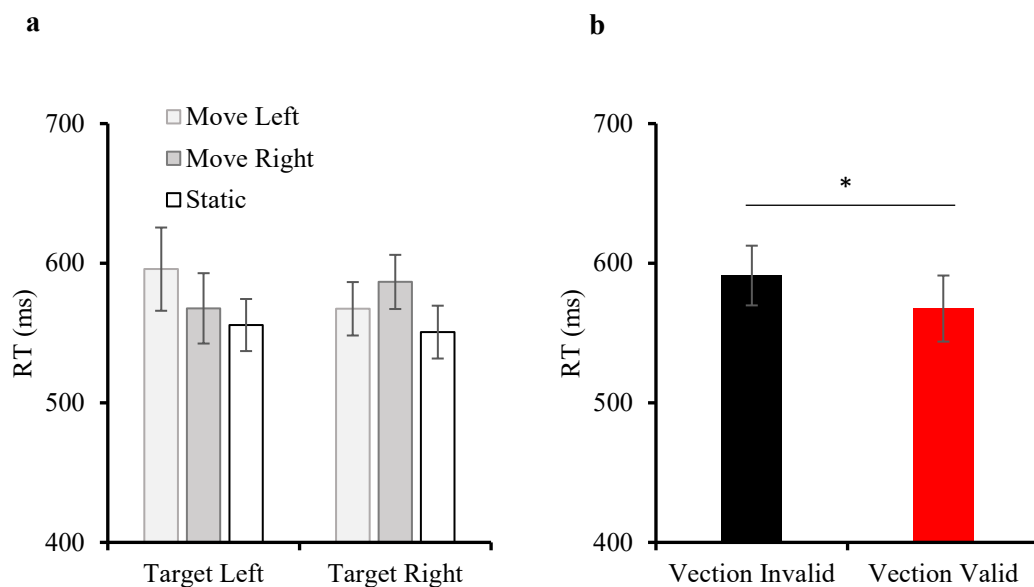 a
700
600
500
400
RT (ms)
Move Left
Move Right
Static
Target Left
Target Right
b
700
600
500
400
RT (ms)
*
Vection Invalid
Vection Valid